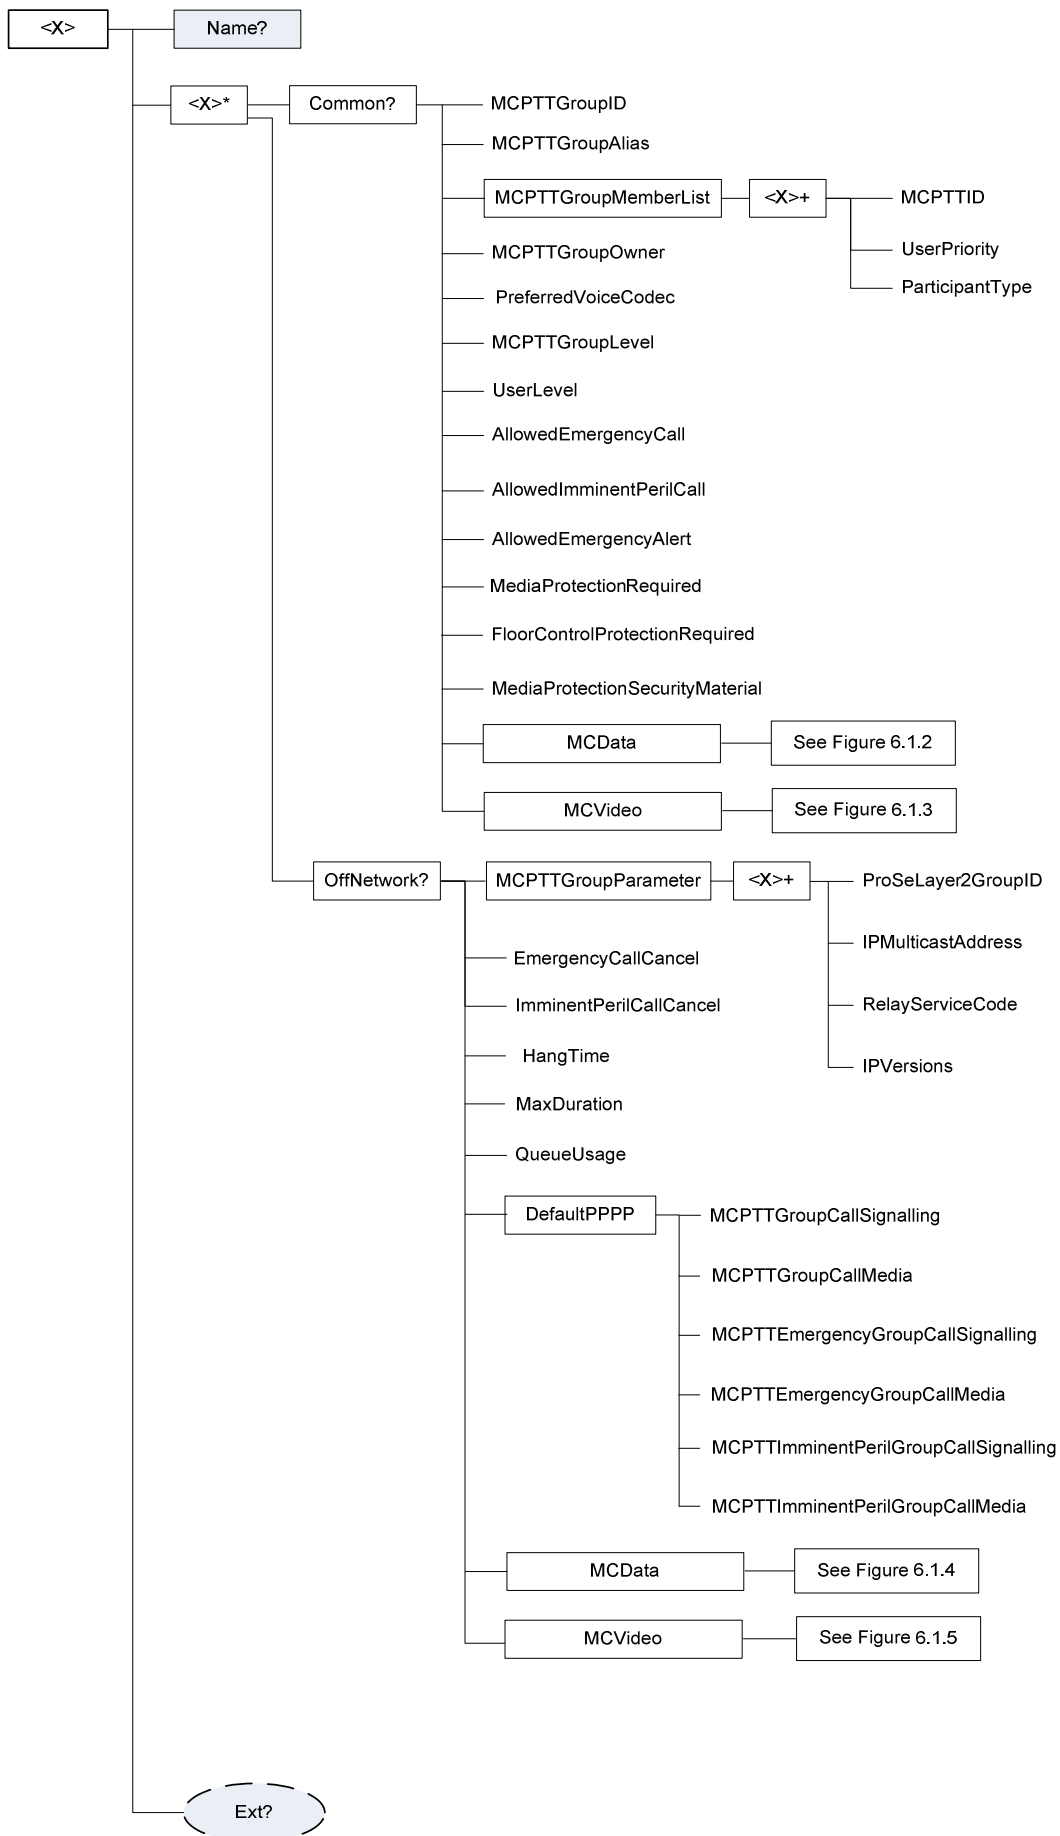 <X>
Name?
<X>*
Common?
MCPTTGroupID
MCPTTGroupAlias
MCPTTGroupMemberList
<X>+
MCPTTID
UserPriority
ParticipantType
MCPTTGroupOwner
PreferredVoiceCodec
MCPTTGroupLevel
UserLevel
AllowedEmergencyCall
AllowedImminentPerilCall
AllowedEmergencyAlert
MediaProtectionRequired
FloorControlProtectionRequired
MediaProtectionSecurityMaterial
MCData
See Figure 6.1.2
MCVideo
See Figure 6.1.3
OffNetwork?
MCPTTGroupParameter
<X>+
ProSeLayer2GroupID
IPMulticastAddress
RelayServiceCode
IPVersions
EmergencyCallCancel
ImminentPerilCallCancel
HangTime
MaxDuration
QueueUsage
DefaultPPPP
MCPTTGroupCallSignalling
MCPTTGroupCallMedia
MCPTTEmergencyGroupCallSignalling
MCPTTEmergencyGroupCallMedia
MCPTTImminentPerilGroupCallSignalling
MCPTTImminentPerilGroupCallMedia
MCData
See Figure 6.1.4
MCVideo
See Figure 6.1.5
Ext?